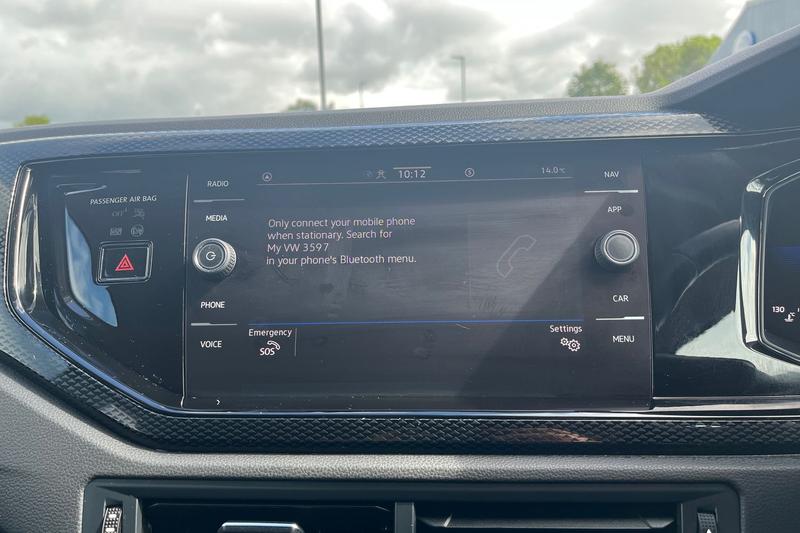 PASSENGER AIR BAG
OFF
RADIO
MEDIA
PHONE
VOICE
10:12
14.0°C
Only connect your mobile phone
when stationary. Search for
My VW 3597
in your phone's Bluetooth menu.
Emergency
SOS
Settings
NAV
APP
CAR
MENU
130